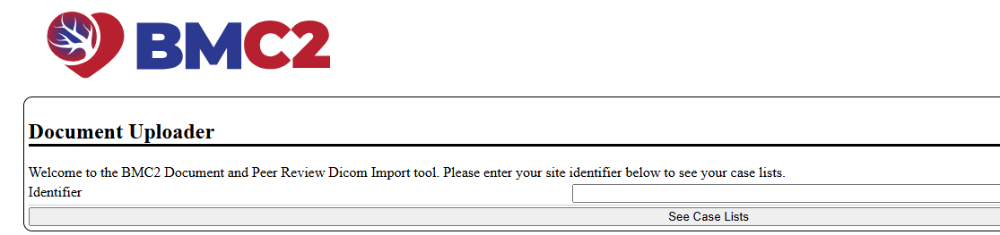 BMC2
Document Uploader
Welcome to the BMC2 Document and Peer Review Dicom Import tool. Please enter your site identifier below to see your case lists.
Identifier
See Case Lists